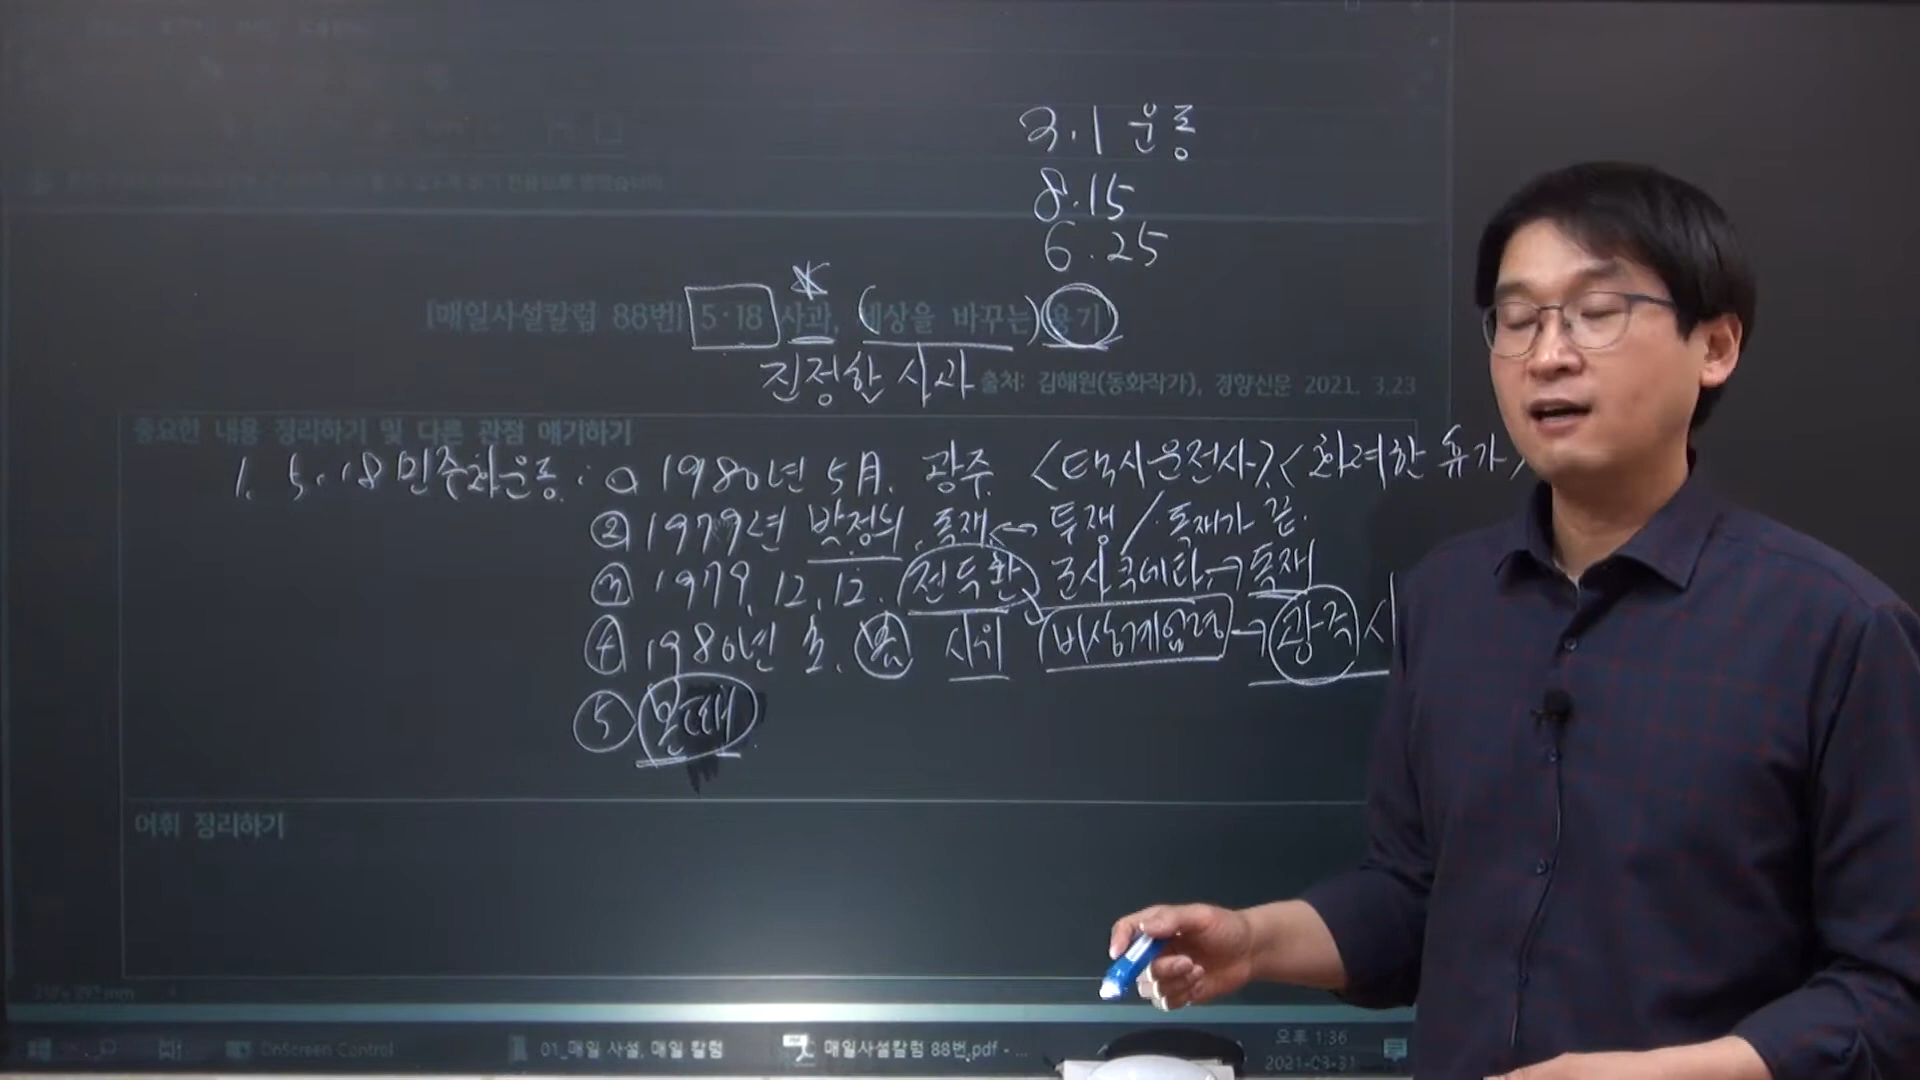 3.1 운동
8.15
6.25
[매일사설칼럼 88번] 5·18 사과, 세상을 바꾸는 용기
진정한 사과
출처: 김해원(동화작가), 경향신문 2021. 3.23
중요한 내용 정리하기 및 다른 관점 얘기하기
1. 5.18 민주화운동. 1980년 5月. 광주 <택시운전사>, <화려한 휴가>
② 1979년 박정희. 독재 ↔ 투쟁 / 독재가 끝.
③ 1979. 12. 12. 전두환 군사쿠데타 → 독재
④ 1980년 초. 봄 시위 비상계엄령 → 광주 시
⑤
어휘 정리하기
OnScreen Control
01_매일 사설, 매일 칼럼
매일사설칼럼 88번.pdf - ...
오후 1:36
2021-03-31